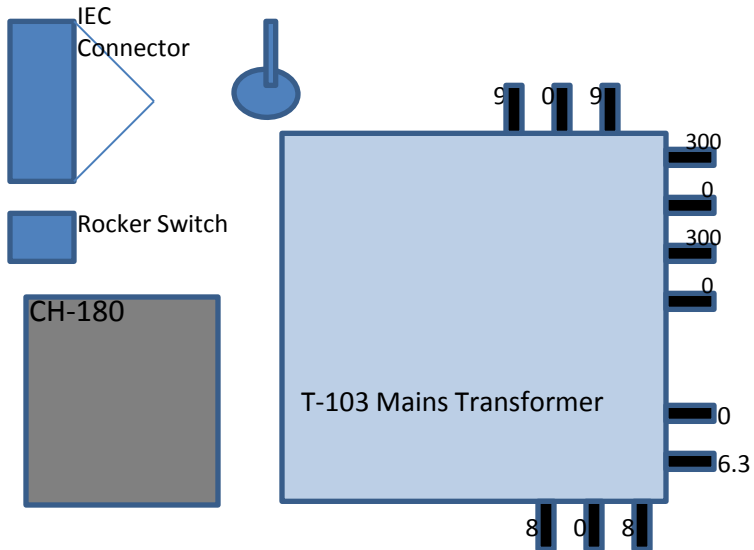 IEC
Connector
9 0 9
300
0
Rocker Switch
300
0
CH-180
T-103 Mains Transformer
0
6.3
8 0 8